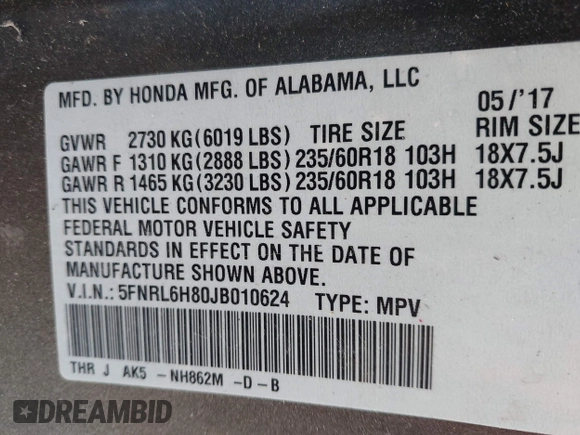 MFD. BY HONDA MFG. OF ALABAMA, LLC 05/'17
GVWR 2730 KG(6019 LBS) TIRE SIZE RIM SIZE
GAWR F 1310 KG(2888 LBS) 235/60R18 103H 18X7.5J
GAWR R 1465 KG(3230 LBS) 235/60R18 103H 18X7.5J
THIS VEHICLE CONFORMS TO ALL APPLICABLE
FEDERAL MOTOR VEHICLE SAFETY
STANDARDS IN EFFECT ON THE DATE OF
MANUFACTURE SHOWN ABOVE.
V.I.N.: 5FNRL6H80JB010624 TYPE: MPV
THR J AK5 -NH862M -D-B
DREAMBID